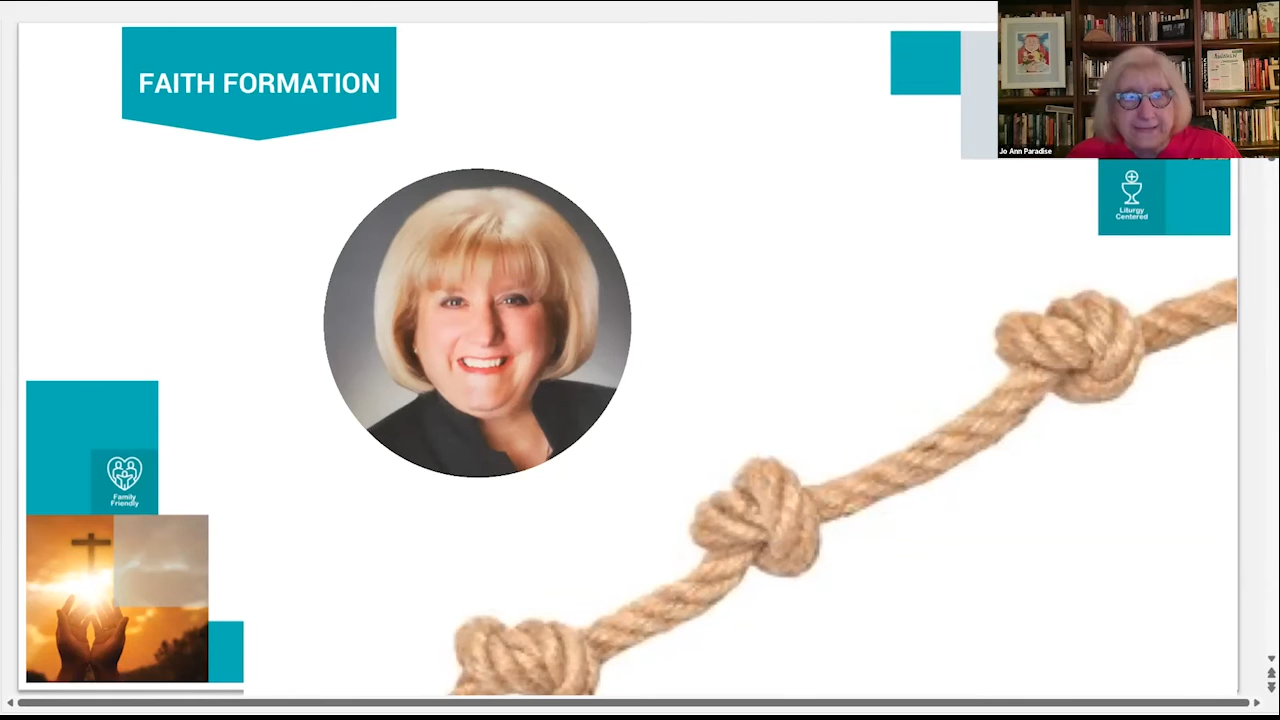 FAITH FORMATION
Jo Ann Paradise
Liturgy
Centered
Family
Friendly